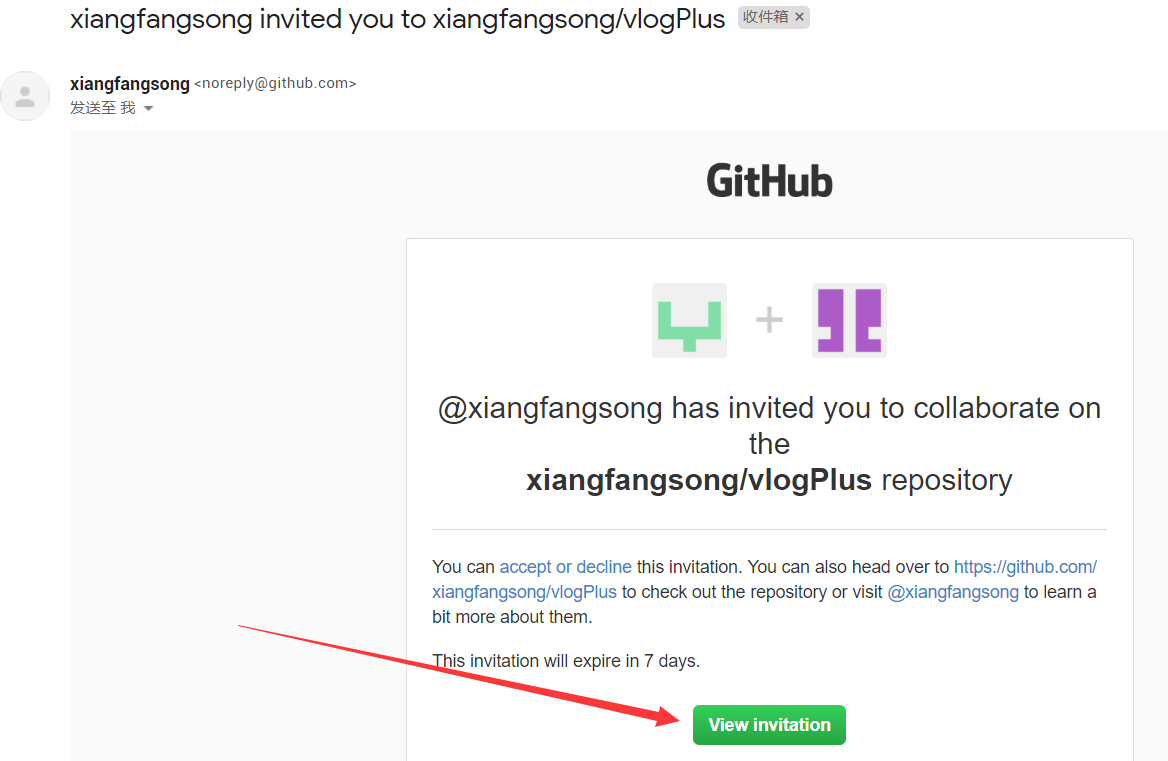 xiangfangsong invited you to xiangfangsong/vlogPlus 收件箱 ×
xiangfangsong <noreply@github.com>
发送至 我
GitHub
@xiangfangsong has invited you to collaborate on
the
xiangfangsong/vlogPlus repository
You can accept or decline this invitation. You can also head over to https://github.com/
xiangfangsong/vlogPlus to check out the repository or visit @xiangfangsong to learn a
bit more about them.
This invitation will expire in 7 days.
View invitation